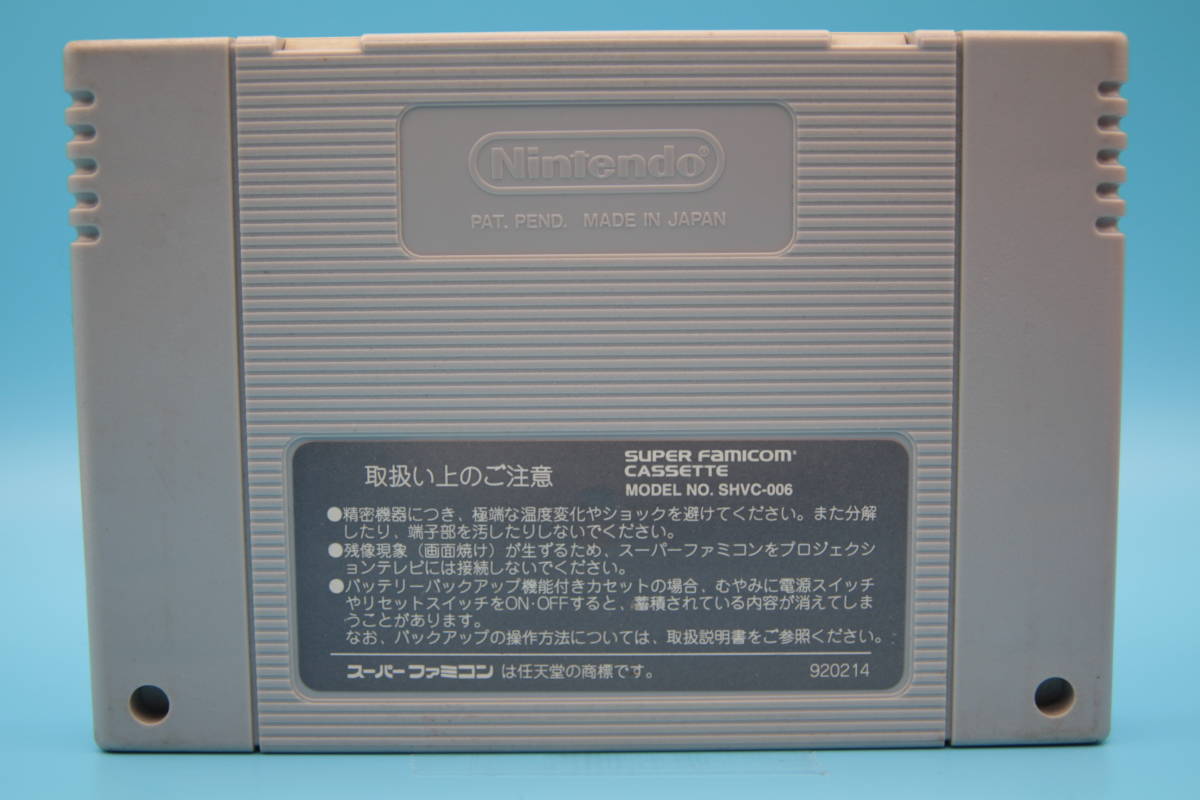 Nintendo®
PAT. PEND. MADE IN JAPAN
取扱い上のご注意
SUPER Famicom
CASSETTE
MODEL NO. SHVC-006
●精密機器につき、極端な温度変化やショックを避けてください。また分解
したり、端子部を汚したりしないでください。
●残像現象（画面焼け）が生ずるため、スーパーファミコンをプロジェクシ
ョンテレビには接続しないでください。
●バッテリーバックアップ機能付きカセットの場合、むやみに電源スイッチ
やリセットスイッチをON·OFFすると、蓄積されている内容が消えてしま
うことがあります。
なお、バックアップの操作方法については、取扱説明書をご参照ください。
スーパーファミコン は任天堂の商標です。
920214